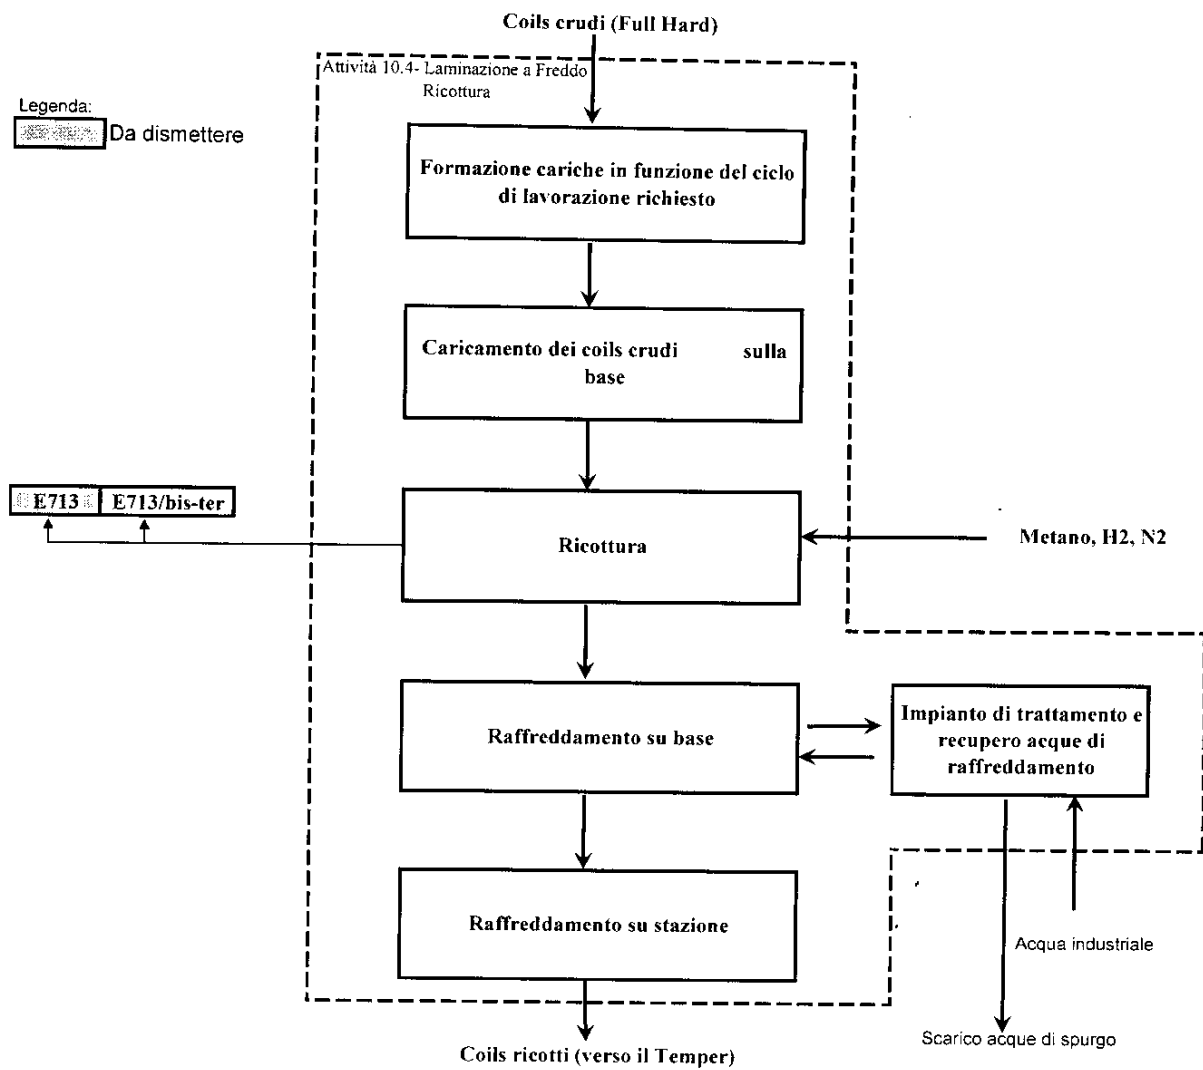 Coils crudi (Full Hard)
Attività 10.4- Laminazione a Freddo
Ricottura
Legenda:
Da dismettere
Formazione cariche in funzione del ciclo
di lavorazione richiesto
Caricamento dei coils crudi sulla
base
E713 E713/bis-ter
Ricottura
Metano, H2, N2
Raffreddamento su base
Impianto di trattamento e
recupero acque di
raffreddamento
Raffreddamento su stazione
Acqua industriale
Scarico acque di spurgo
Coils ricotti (verso il Temper)